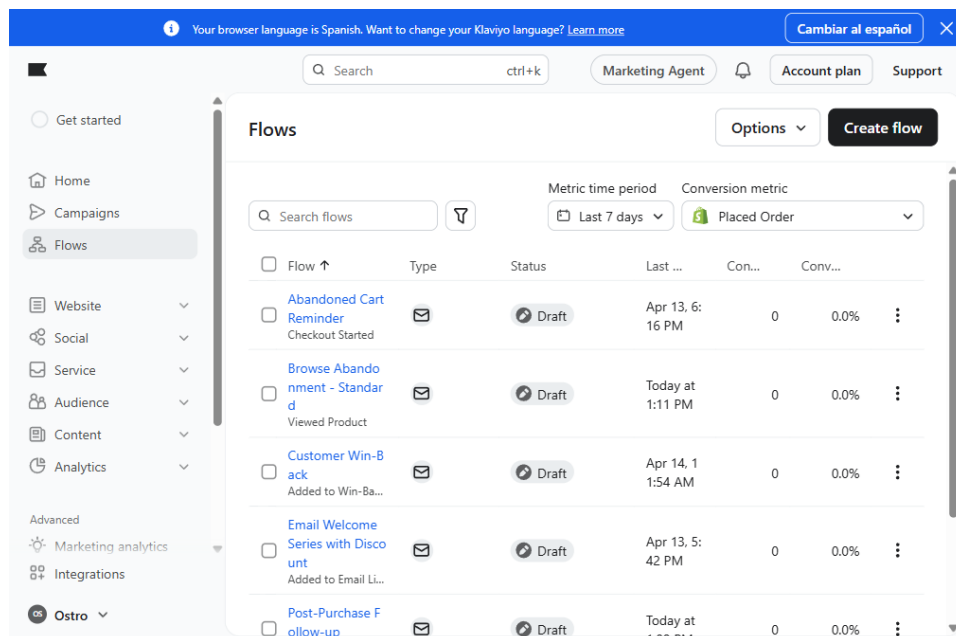 Your browser language is Spanish. Want to change your Klaviyo language? Learn more
Cambiar al español
Search
ctrl+k
Marketing Agent
Account plan
Support
Get started
Home
Campaigns
Flows
Website
Social
Service
Audience
Content
Analytics
Advanced
Marketing analytics
Integrations
OS
Ostro
Flows
Options
Create flow
Metric time period
Conversion metric
Search flows
Last 7 days
Placed Order
Flow
Type
Status
Last ...
Con...
Conv...
Abandoned Cart
Reminder
Checkout Started
Draft
Apr 13, 6:
16 PM
0
0.0%
Browse Abando
nment - Standar
d
Viewed Product
Draft
Today at
1:11 PM
0
0.0%
Customer Win-B
ack
Added to Win-Ba...
Draft
Apr 14, 1
1:54 AM
0
0.0%
Email Welcome
Series with Disco
unt
Added to Email Li...
Draft
Apr 13, 5:
42 PM
0
0.0%
Post-Purchase F
ollow-up
Draft
Today at
0
0.0%